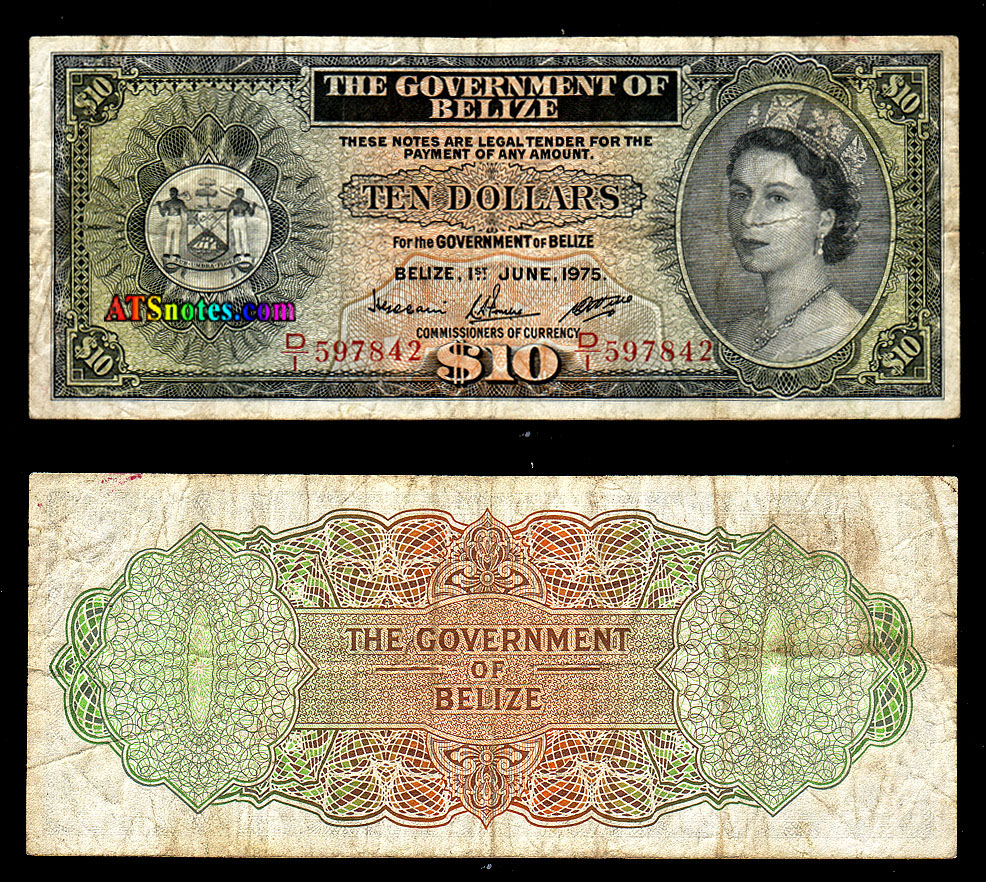 $10
$10
THE GOVERNMENT OF
BELIZE
THESE NOTES ARE LEGAL TENDER FOR THE
PAYMENT OF ANY AMOUNT.
TEN DOLLARS
For the GOVERNMENT of BELIZE
BELIZE, 1ST JUNE, 1975.
ATSnotes.com
COMMISSIONERS OF CURRENCY
D/1 597842
D/1 597842
$10
$10
$10
THE GOVERNMENT
OF
BELIZE